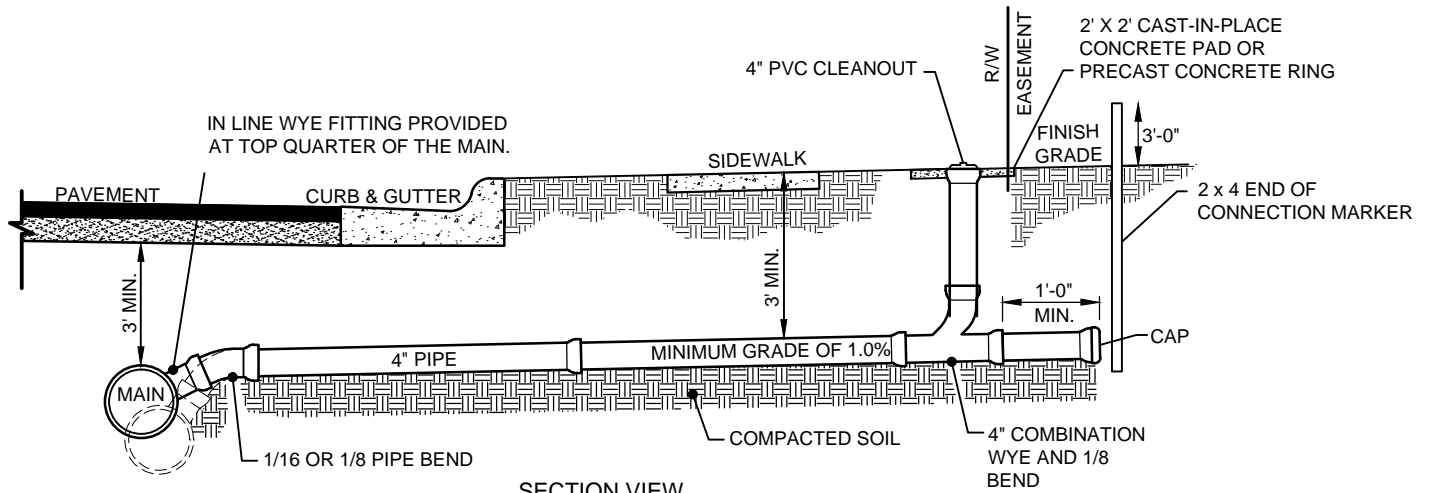 2' X 2' CAST-IN-PLACE
CONCRETE PAD OR
PRECAST CONCRETE RING
R/W
EASEMENT
4" PVC CLEANOUT
IN LINE WYE FITTING PROVIDED
AT TOP QUARTER OF THE MAIN.
FINISH
GRADE
3'-0"
SIDEWALK
PAVEMENT
CURB & GUTTER
2 x 4 END OF
CONNECTION MARKER
3' MIN.
3' MIN.
1'-0"
MIN.
CAP
4" PIPE
MINIMUM GRADE OF 1.0%
MAIN
COMPACTED SOIL
4" COMBINATION
WYE AND 1/8
BEND
1/16 OR 1/8 PIPE BEND
SECTION VIEW